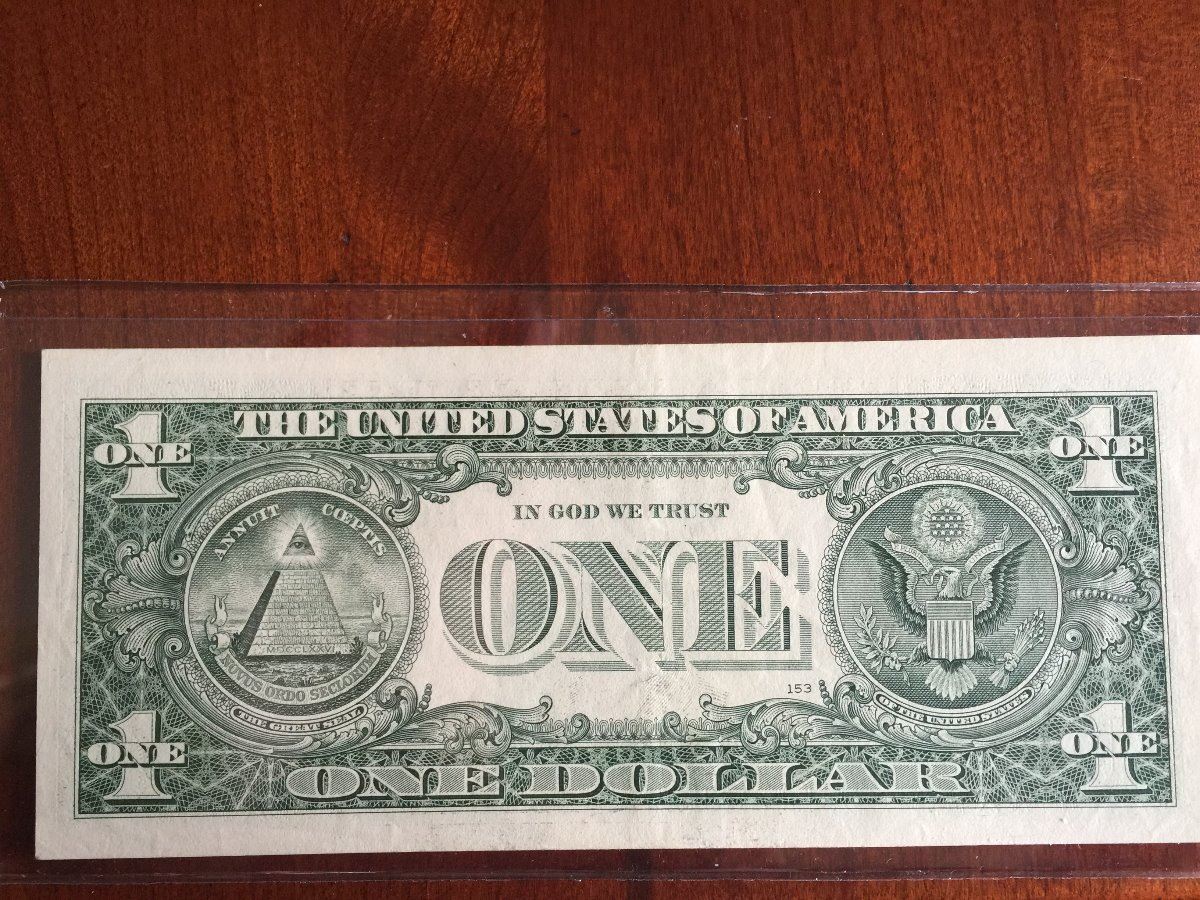 THE UNITED STATES OF AMERICA
1
ONE
1
ONE
ANNUIT CŒPTIS
IN GOD WE TRUST
ONE
MDCCLXXVI
NOVUS ORDO SECLORUM
THE GREAT SEAL
153
OF THE UNITED STATES
1
ONE
1
ONE
ONE DOLLAR